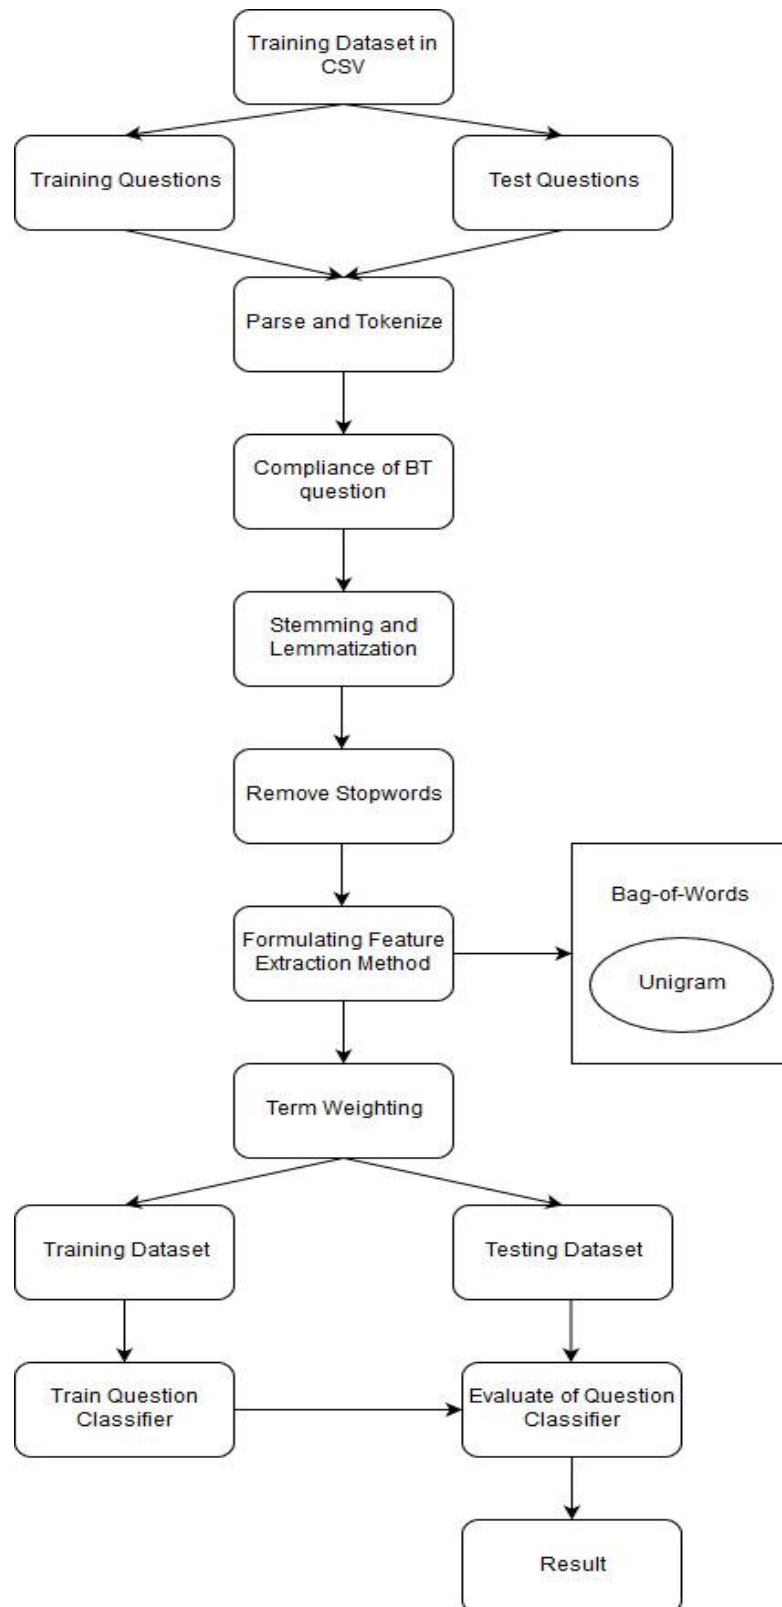 Training Dataset in
CSV
Training Questions
Test Questions
Parse and Tokenize
Compliance of BT
question
Stemming and
Lemmatization
Remove Stopwords
Formulating Feature
Extraction Method
Bag-of-Words
Unigram
Term Weighting
Training Dataset
Testing Dataset
Train Question
Classifier
Evaluate of Question
Classifier
Result